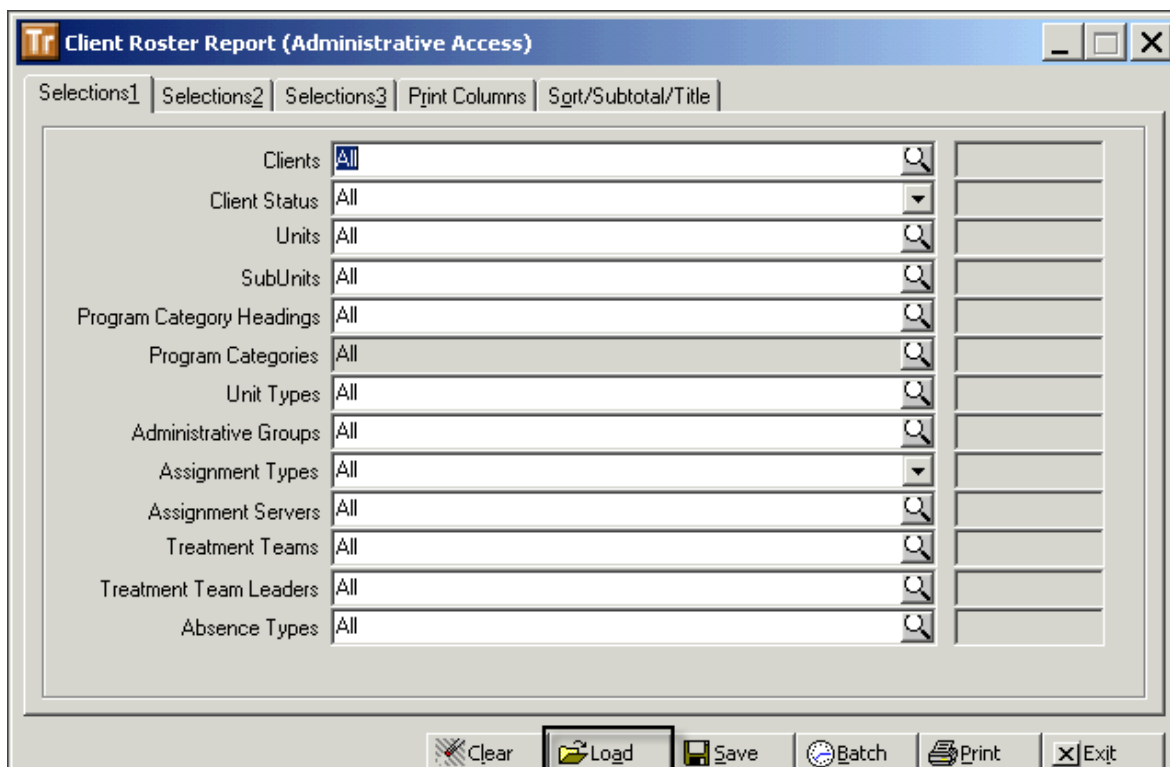 Tr Client Roster Report (Administrative Access)
Selections1 Selections2 Selections3 Print Columns Sort/Subtotal/Title
Clients All
Client Status All
Units All
SubUnits All
Program Category Headings All
Program Categories All
Unit Types All
Administrative Groups All
Assignment Types All
Assignment Servers All
Treatment Teams All
Treatment Team Leaders All
Absence Types All
Clear Load Save Batch Print Exit